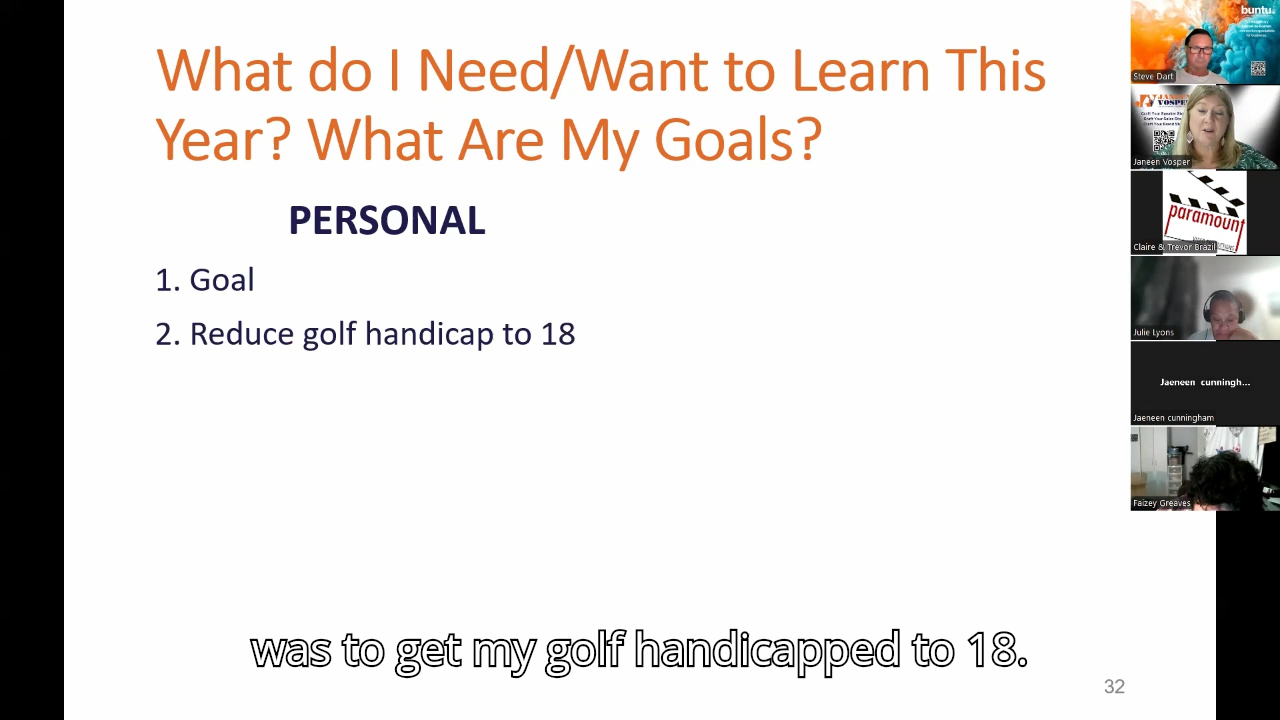 What do I Need/Want to Learn This
Year? What Are My Goals?
PERSONAL
1. Goal
2. Reduce golf handicap to 18
was to get my golf handicapped to 18.
32
buntu.
Steve Dart
VOSPE
Janeen Vosper
paramount
Claire & Trevor Brazil
Julie Lyons
Jaeneen cunningh...
Jaeneen cunningham
Faizey Greaves